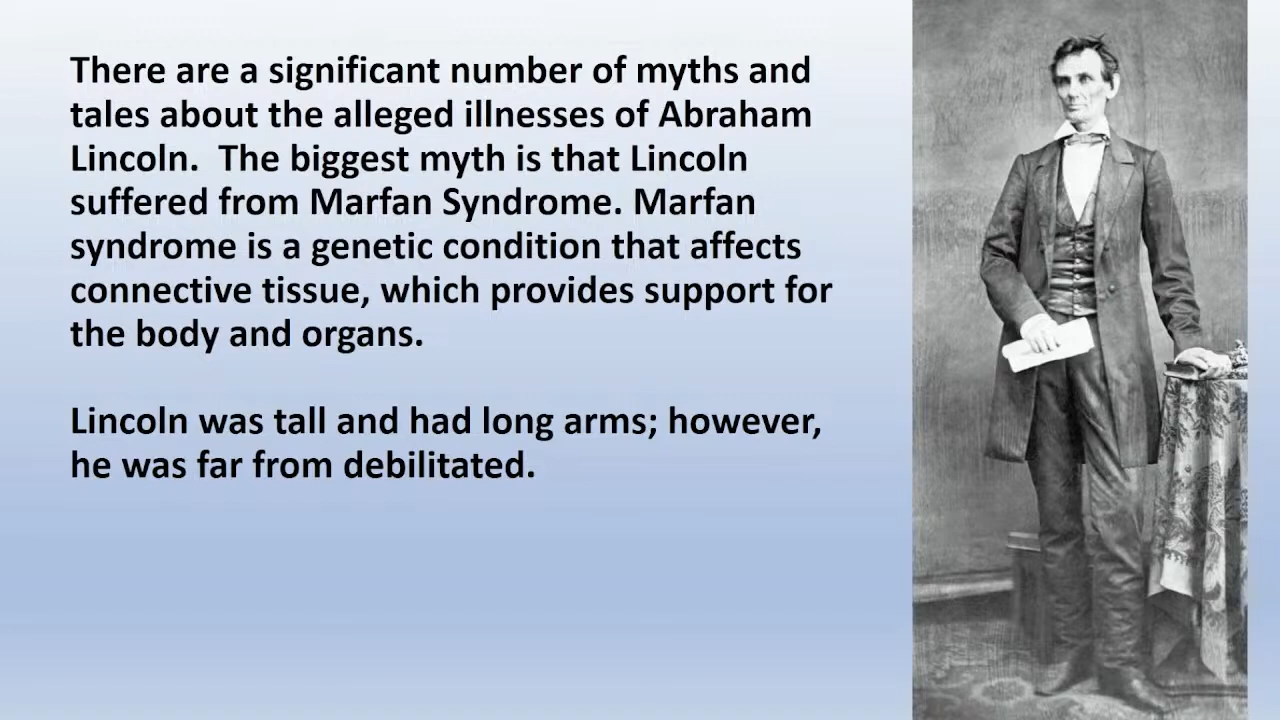 There are a significant number of myths and
tales about the alleged illnesses of Abraham
Lincoln.  The biggest myth is that Lincoln
suffered from Marfan Syndrome. Marfan
syndrome is a genetic condition that affects
connective tissue, which provides support for
the body and organs.
Lincoln was tall and had long arms; however,
he was far from debilitated.